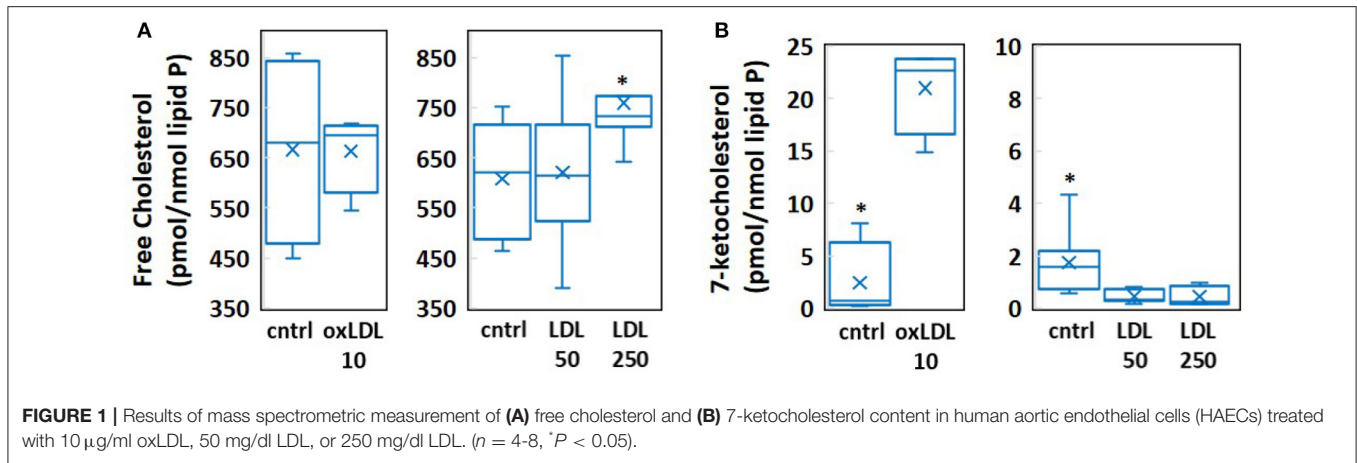 A
Free Cholesterol
(pmol/nmol lipid P)
850
750
650
550
450
350
cntrl oxLDL
10
850
750
650
550
450
350
*
cntrl LDL LDL
50 250
B
7-ketocholesterol
(pmol/nmol lipid P)
25
20
15
10
5
0
*
cntrl oxLDL
10
10
8
6
4
2
0
*
cntrl LDL LDL
50 250
FIGURE 1 | Results of mass spectrometric measurement of (A) free cholesterol and (B) 7-ketocholesterol content in human aortic endothelial cells (HAECs) treated
with 10 μg/ml oxLDL, 50 mg/dl LDL, or 250 mg/dl LDL. (n = 4-8, *P < 0.05).